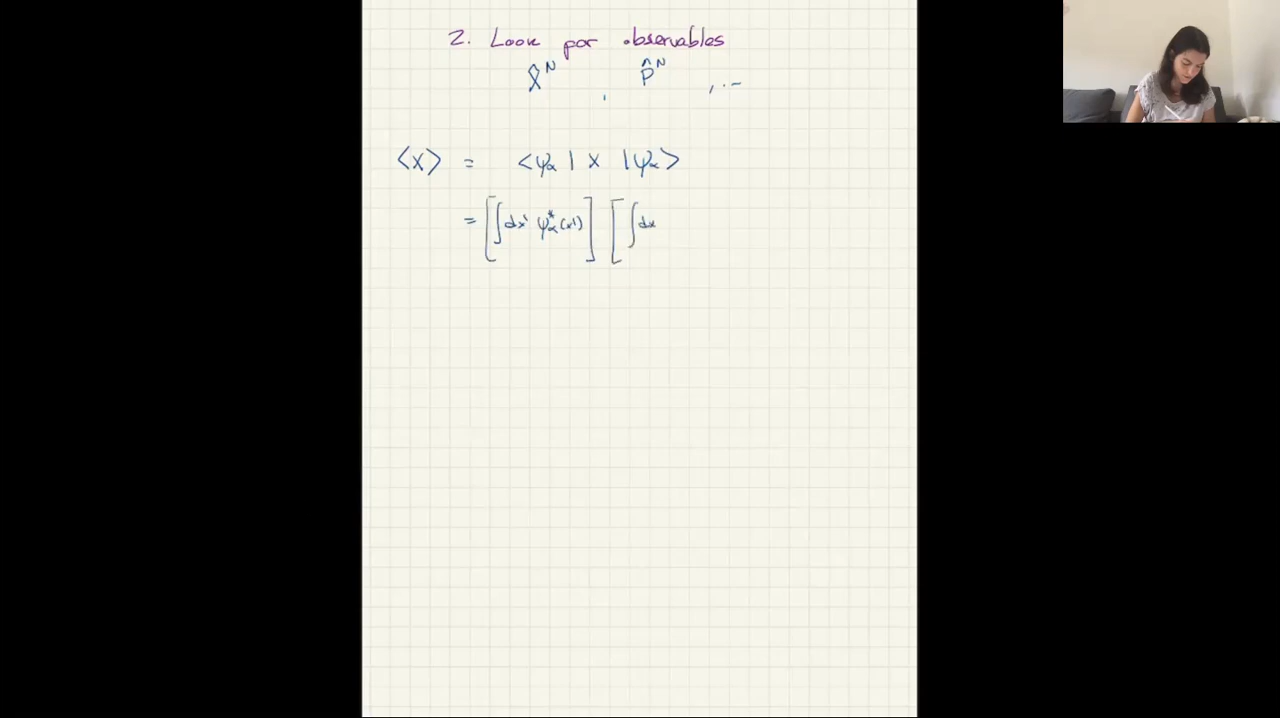 2. Look for observables
x̂ᴺ , p̂ᴺ , ...
⟨x⟩ = ⟨ψα | x | ψα⟩
= [∫dx' ψα*(x')] [∫dx